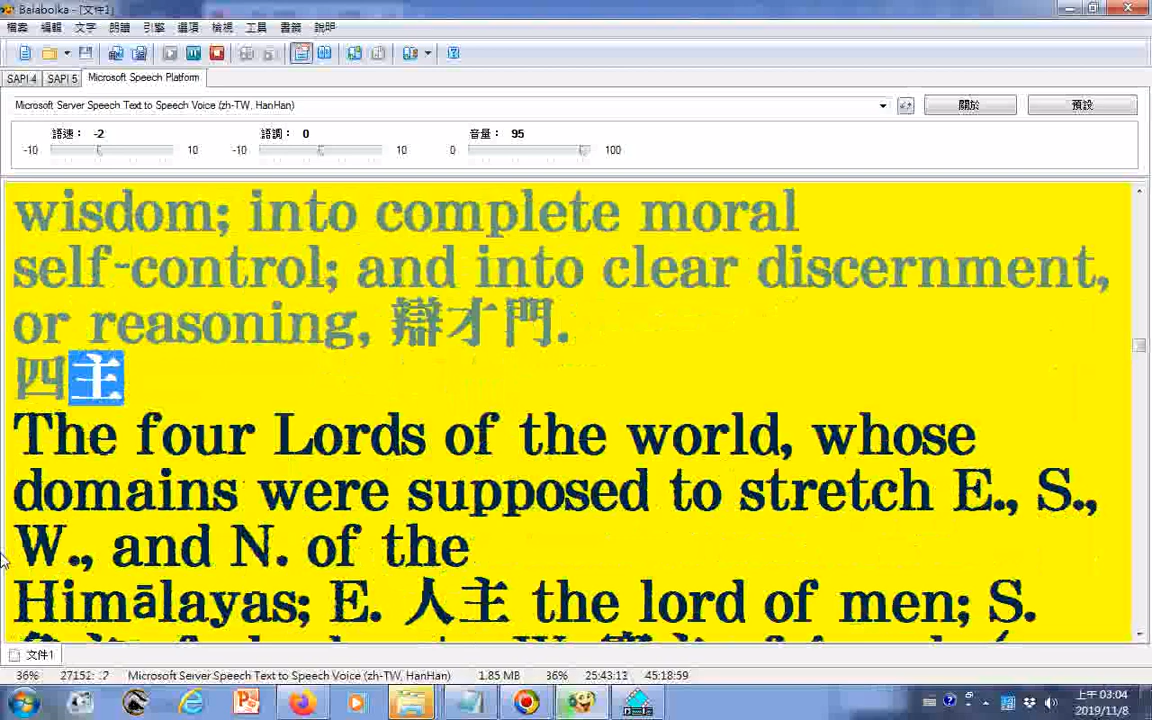 Balabolka - [文件1]
檔案 編輯 文字 朗讀 引擎 選項 檢視 工具 書籤 說明
SAPI 4 SAPI 5 Microsoft Speech Platform
Microsoft Server Speech Text to Speech Voice (zh-TW, HanHan) 關於 預設
語速： -2 語調： 0 音量： 95
-10 10 -10 10 0 100
wisdom; into complete moral
self-control; and into clear discernment,
or reasoning, 辯才門.
四主
The four Lords of the world, whose
domains were supposed to stretch E., S.,
W., and N. of the
Himālayas; E. 人主 the lord of men; S.
文件1
36% Microsoft Server Speech Text to Speech Voice (zh-TW, HanHan) 1.85 MB 36% 25:43:13 45:18:59
上午 03:04
2019/11/8